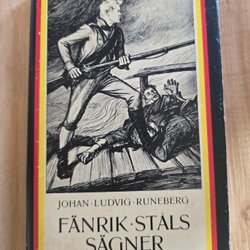 JOHAN · LUDVIG · RUNEBERG
FÄNRIK · STÅLS
SÄGNER